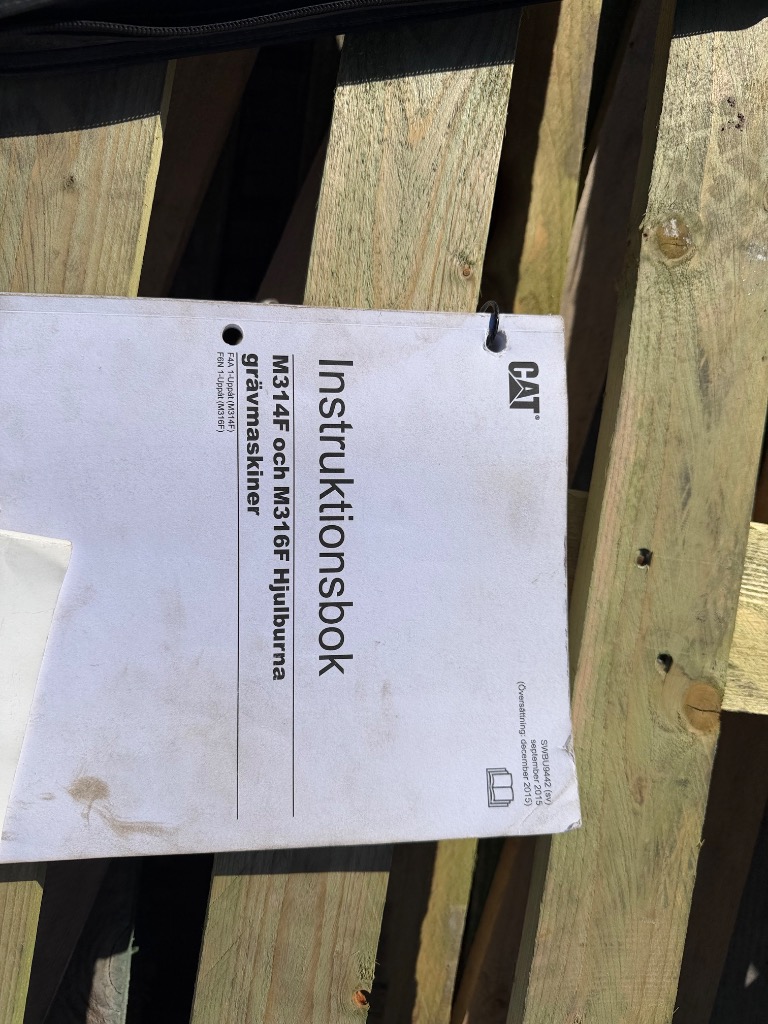 CAT®
SWBU9442 (sv)
september 2015
(Översättning: december 2015)
Instruktionsbok
M314F och M316F Hjulburna
grävmaskiner
F4A 1-Uppåt (M314F)
F6N 1-Uppåt (M316F)